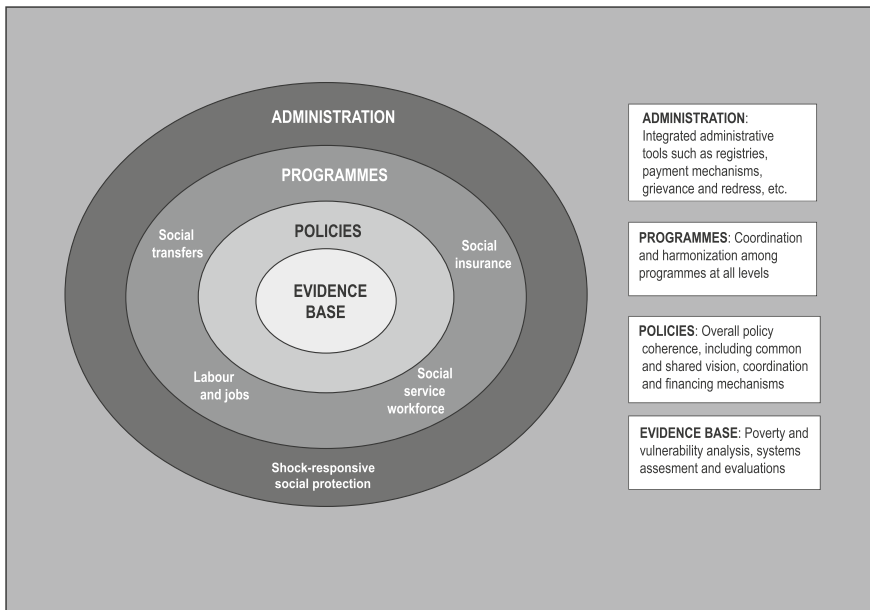 ADMINISTRATION
PROGRAMMES
Social
transfers
POLICIES
Social
insurance
EVIDENCE
BASE
Labour
and jobs
Social
service
workforce
Shock-responsive
social protection
ADMINISTRATION:
Integrated administrative
tools such as registries,
payment mechanisms,
grievance and redress, etc.
PROGRAMMES: Coordination
and harmonization among
programmes at all levels
POLICIES: Overall policy
coherence, including common
and shared vision, coordination
and financing mechanisms
EVIDENCE BASE: Poverty and
vulnerability analysis, systems
assesment and evaluations